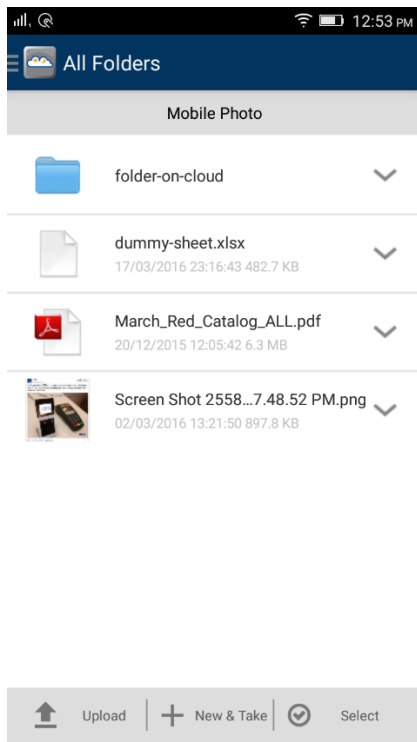 12:53 PM
All Folders
Mobile Photo
folder-on-cloud
dummy-sheet.xlsx
17/03/2016 23:16:43 482.7 KB
March_Red_Catalog_ALL.pdf
20/12/2015 12:05:42 6.3 MB
Screen Shot 2558...7.48.52 PM.png
02/03/2016 13:21:50 897.8 KB
Upload New & Take Select